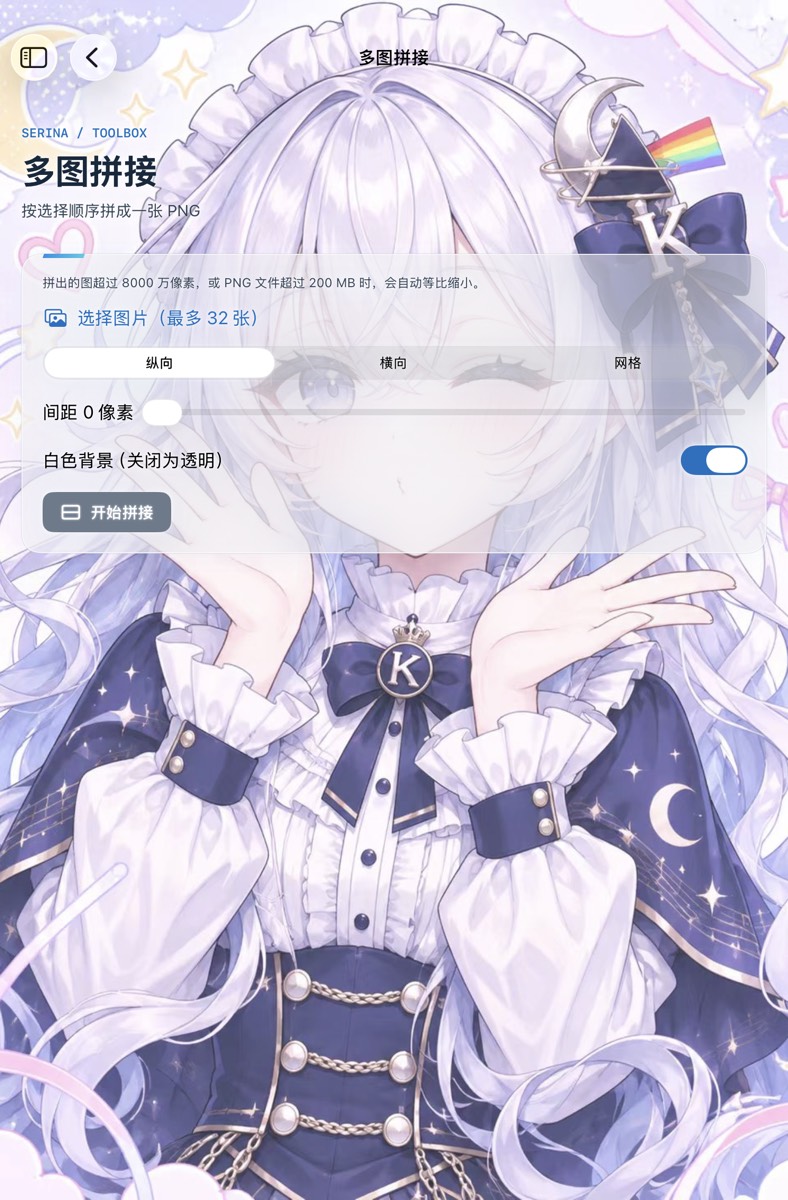 多图拼接
SERINA / TOOLBOX
多图拼接
按选择顺序拼成一张 PNG
拼出的图超过 8000 万像素，或 PNG 文件超过 200 MB 时，会自动等比缩小。
选择图片（最多 32 张）
纵向 横向 网格
间距 0 像素
白色背景（关闭为透明）
开始拼接
K
K